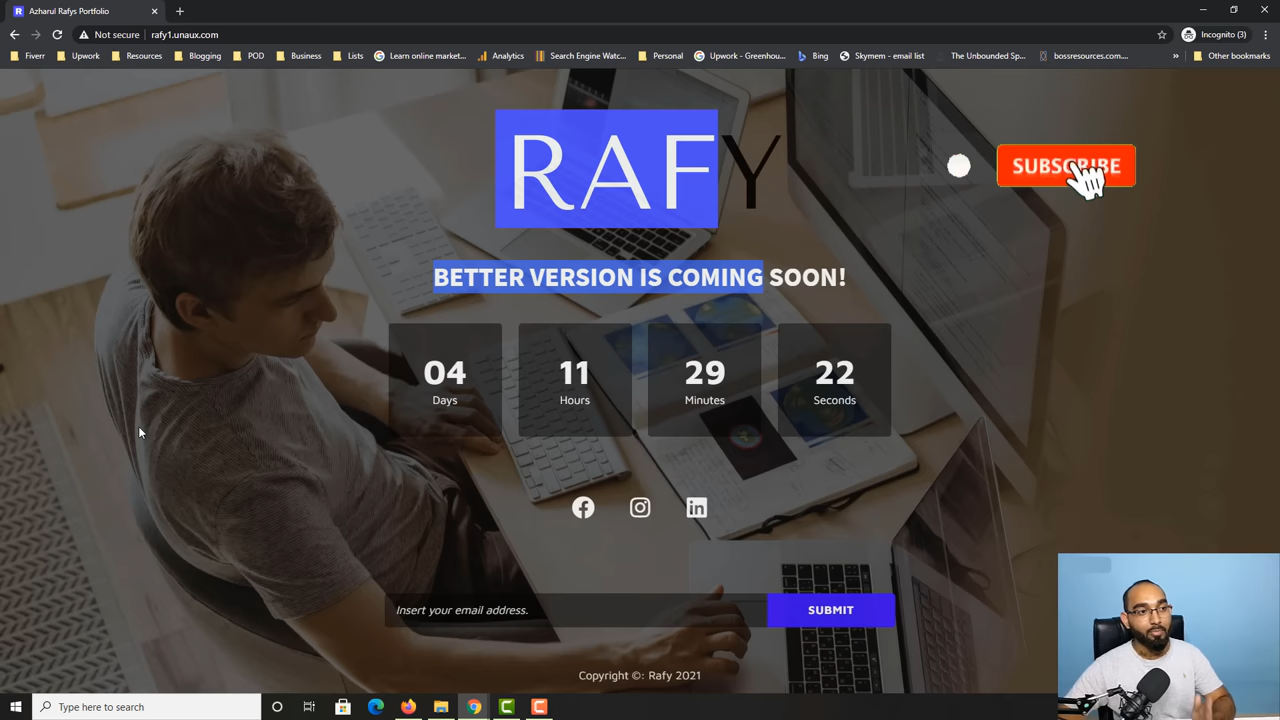 Azharul Rafys Portfolio
Not secure
rafy1.unaux.com
Incognito (3)
Fiverr
Upwork
Resources
Blogging
POD
Business
Lists
Learn online market...
Analytics
Search Engine Watc...
Personal
Upwork - Greenhou...
Bing
Skymem - email list
The Unbounded Sp...
bossresources.com....
Other bookmarks
RAFY
SUBSCRIBE
BETTER VERSION IS COMING SOON!
04
Days
11
Hours
29
Minutes
22
Seconds
Insert your email address.
SUBMIT
Copyright ©: Rafy 2021
Type here to search